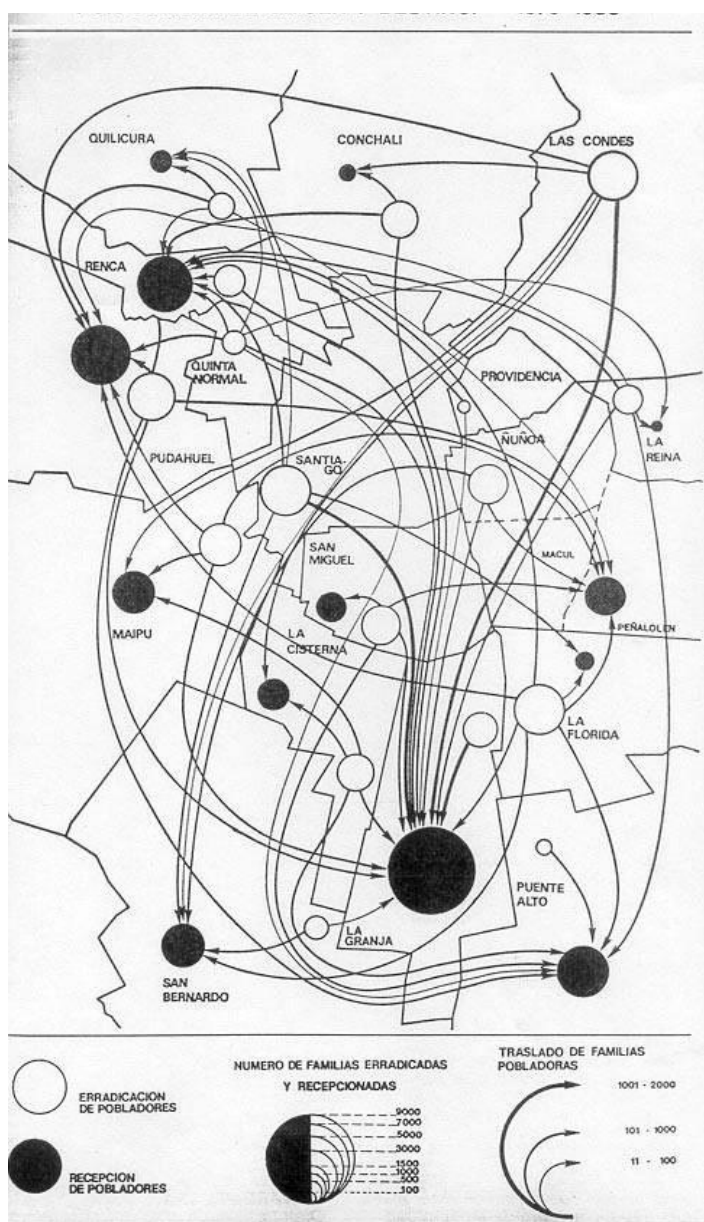 1979-1985
QUILICURA
CONCHALI
LAS CONDES
RENCA
QUINTA
NORMAL
PROVIDENCIA
ÑUÑOA
LA
REINA
PUDAHUEL
SANTIA-
GO
SAN
MIGUEL
MACUL
MAIPU
LA
CISTERNA
PEÑALOLEN
LA
FLORIDA
PUENTE
ALTO
LA
GRANJA
SAN
BERNARDO
ERRADICACION
DE POBLADORES
RECEPCION
DE POBLADORES
NUMERO DE FAMILIAS ERRADICADAS
Y RECEPCIONADAS
9000
7000
5000
3000
1500
1000
500
100
TRASLADO DE FAMILIAS
POBLADORAS
1001 - 2000
101 - 1000
11 - 100